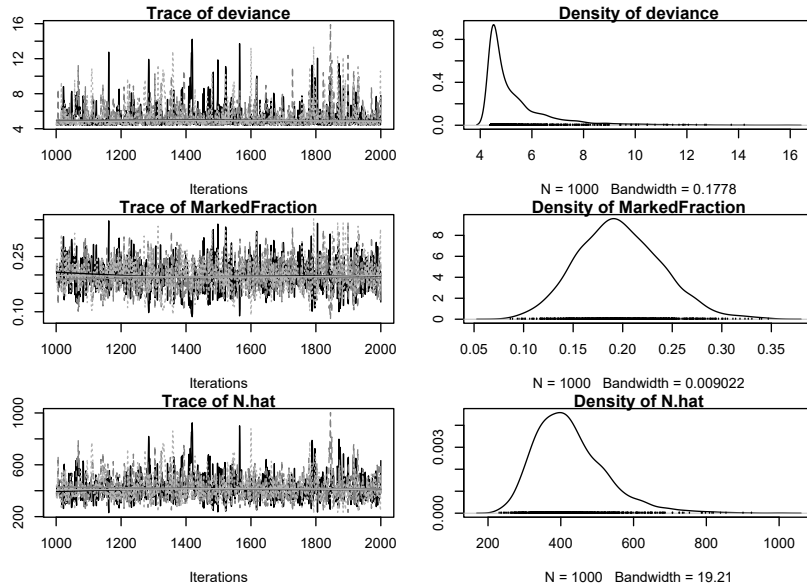 Trace of deviance
16
12
8
4
1000 1200 1400 1600 1800 2000
Iterations
Density of deviance
0.8
0.4
0.0
4 6 8 10 12 14 16
N = 1000 Bandwidth = 0.1778
Trace of MarkedFraction
0.25
0.10
1000 1200 1400 1600 1800 2000
Iterations
Density of MarkedFraction
8
6
4
2
0
0.05 0.10 0.15 0.20 0.25 0.30 0.35
N = 1000 Bandwidth = 0.009022
Trace of N.hat
1000
600
200
1000 1200 1400 1600 1800 2000
Iterations
Density of N.hat
0.003
0.000
200 400 600 800 1000
N = 1000 Bandwidth = 19.21